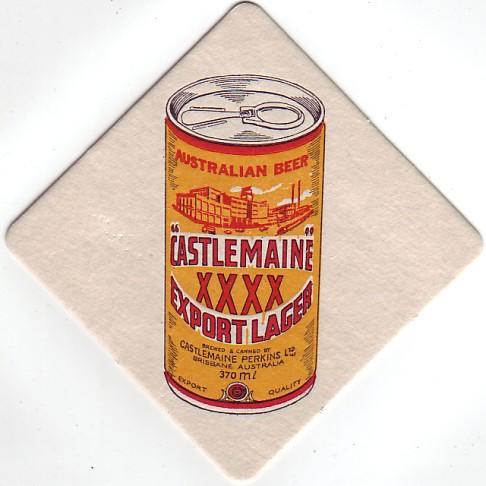 AUSTRALIAN BEER
"CASTLEMAINE"
XXXX
EXPORT LAGER
BREWED & CANNED BY
CASTLEMAINE PERKINS LTD.
BRISBANE AUSTRALIA
370 ml
EXPORT QUALITY